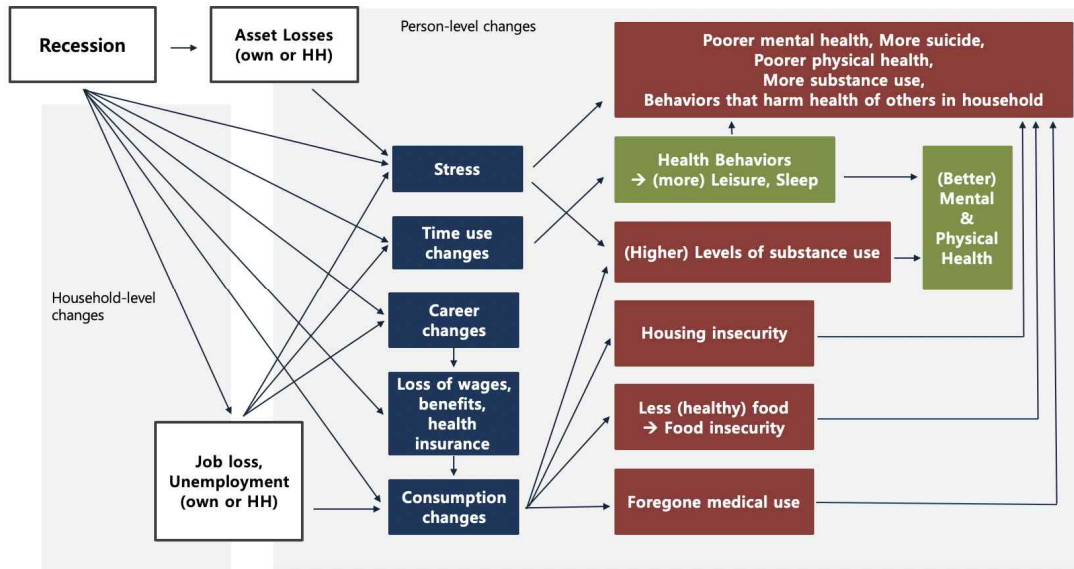 Recession
Asset Losses
(own or HH)
Person-level changes
Poorer mental health, More suicide,
Poorer physical health,
More substance use,
Behaviors that harm health of others in household
Stress
Health Behaviors
→ (more) Leisure, Sleep
(Better)
Mental
&
Physical
Health
Time use
changes
(Higher) Levels of substance use
Household-level
changes
Career
changes
Housing insecurity
Loss of wages,
benefits,
health
insurance
Less (healthy) food
→ Food insecurity
Job loss,
Unemployment
(own or HH)
Consumption
changes
Foregone medical use